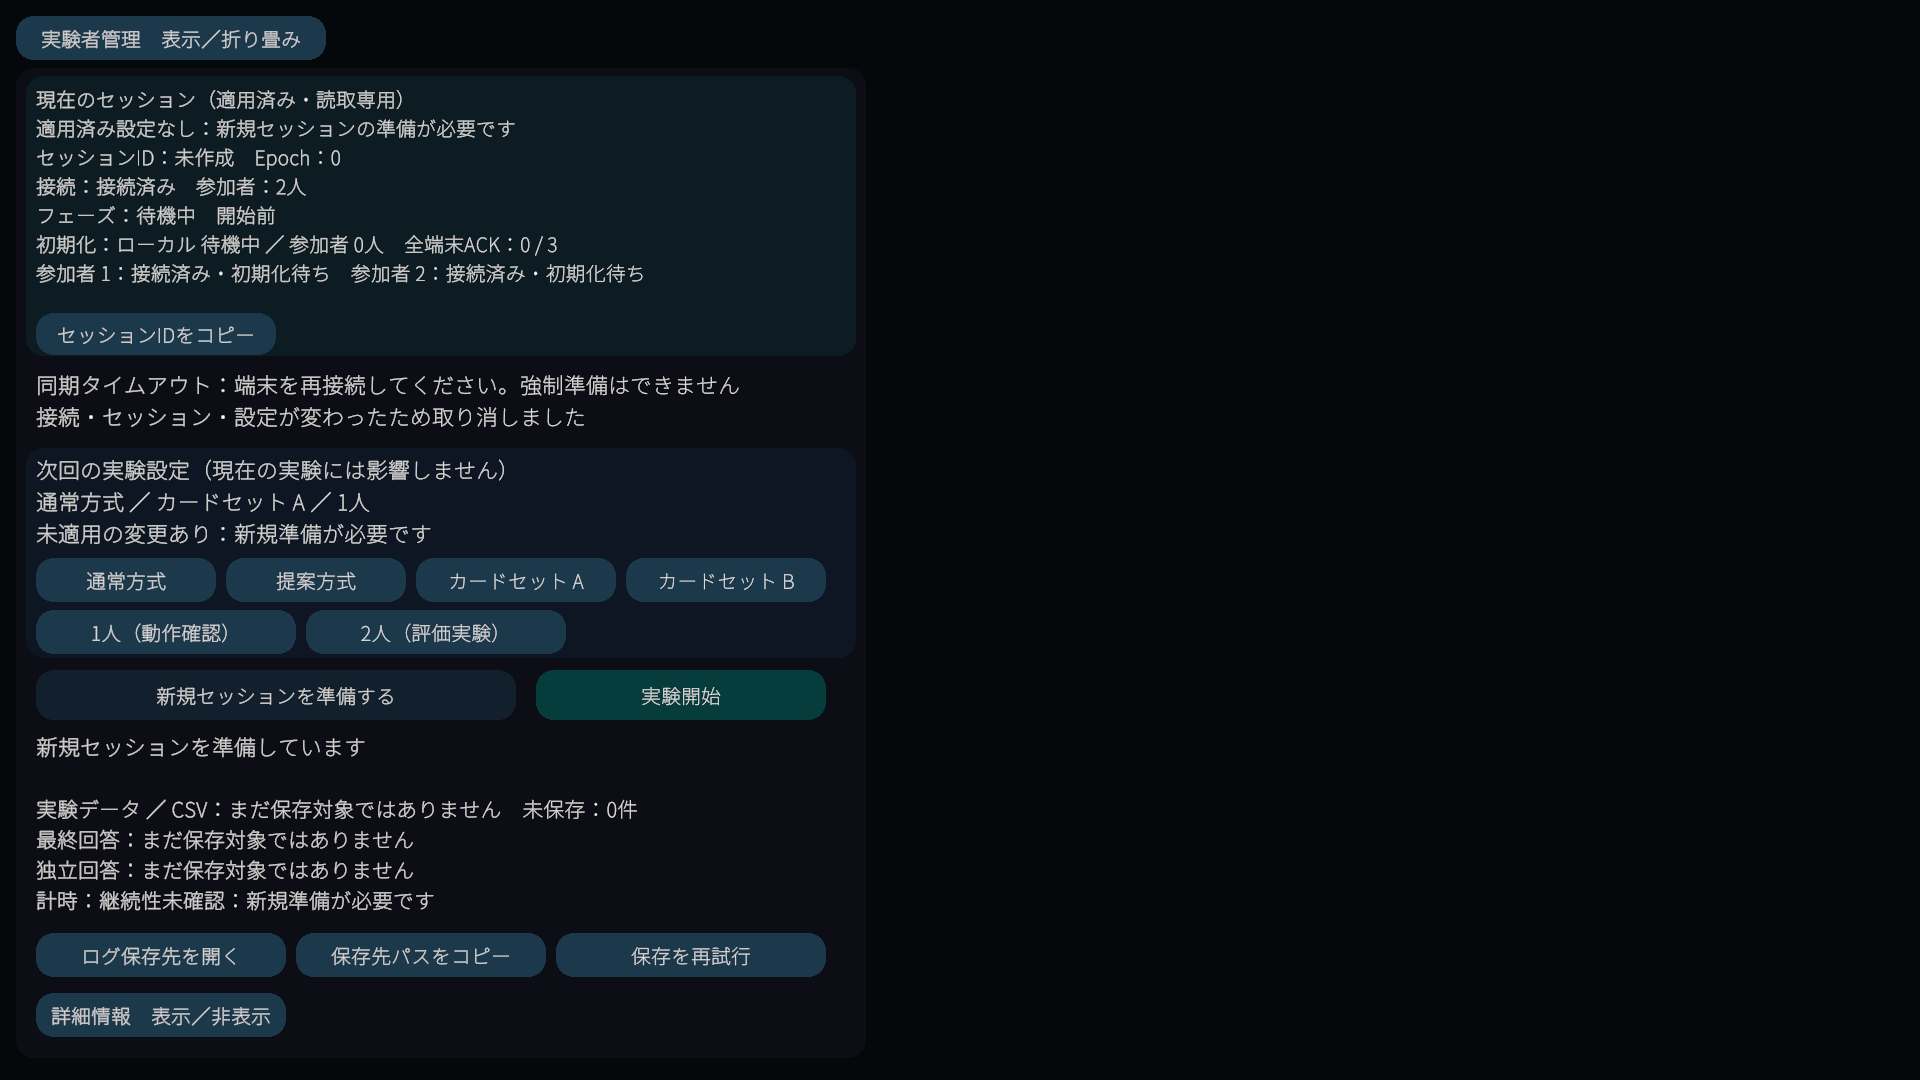 実験者管理　表示／折り畳み
現在のセッション（適用済み・読取専用）
適用済み設定なし：新規セッションの準備が必要です
セッションID：未作成　Epoch：0
接続：接続済み　参加者：2人
フェーズ：待機中　開始前
初期化：ローカル 待機中 ／ 参加者 0人　全端末ACK：0 / 3
参加者 1：接続済み・初期化待ち　参加者 2：接続済み・初期化待ち
セッションIDをコピー
同期タイムアウト：端末を再接続してください。強制準備はできません
接続・セッション・設定が変わったため取り消しました
次回の実験設定（現在の実験には影響しません）
通常方式 ／ カードセット A ／ 1人
未適用の変更あり：新規準備が必要です
通常方式
提案方式
カードセット A
カードセット B
1人（動作確認）
2人（評価実験）
新規セッションを準備する
実験開始
新規セッションを準備しています
実験データ ／ CSV：まだ保存対象ではありません　未保存：0件
最終回答：まだ保存対象ではありません
独立回答：まだ保存対象ではありません
計時：継続性未確認：新規準備が必要です
ログ保存先を開く
保存先パスをコピー
保存を再試行
詳細情報　表示／非表示